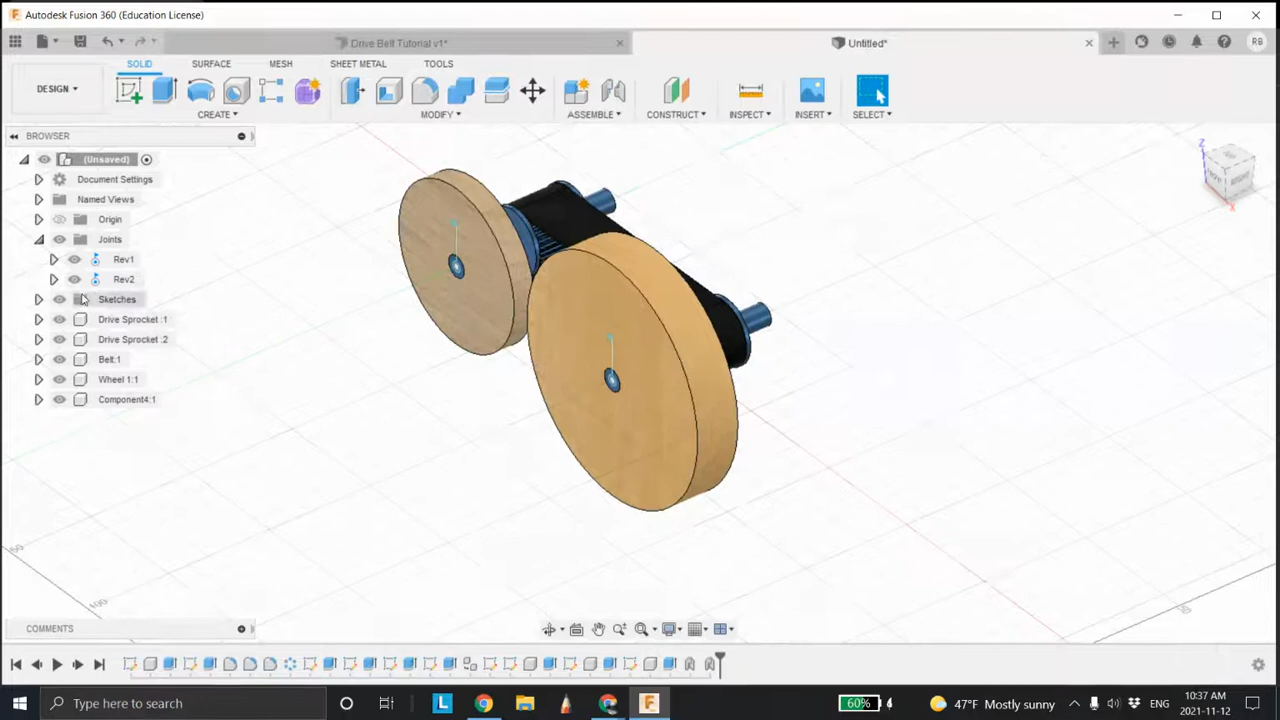 Autodesk Fusion 360 (Education License)
Drive Belt Tutorial v1*
Untitled*
RB
DESIGN
SOLID
SURFACE
MESH
SHEET METAL
TOOLS
CREATE
MODIFY
ASSEMBLE
CONSTRUCT
INSPECT
INSERT
SELECT
BROWSER
(Unsaved)
Document Settings
Named Views
Origin
Joints
Rev1
Rev2
Sketches
Drive Sprocket :1
Drive Sprocket :2
Belt:1
Wheel 1:1
Component4:1
Z
X
COMMENTS
Type here to search
L
60%
47°F Mostly sunny
ENG
10:37 AM
2021-11-12